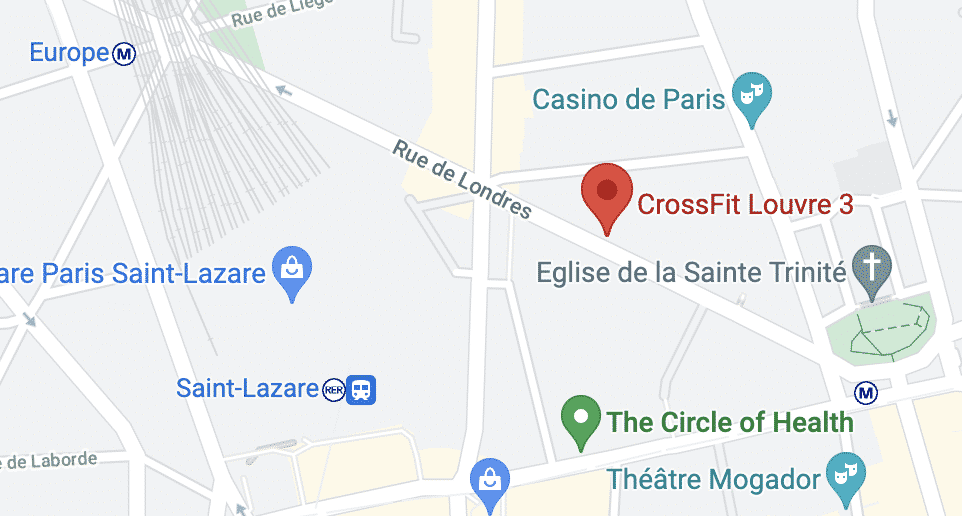 Rue de Liège
Europe M
Casino de Paris
Rue de Londres
CrossFit Louvre 3
Eglise de la Sainte Trinité
are Paris Saint-Lazare
Saint-Lazare RER
M
The Circle of Health
e de Laborde
Théâtre Mogador